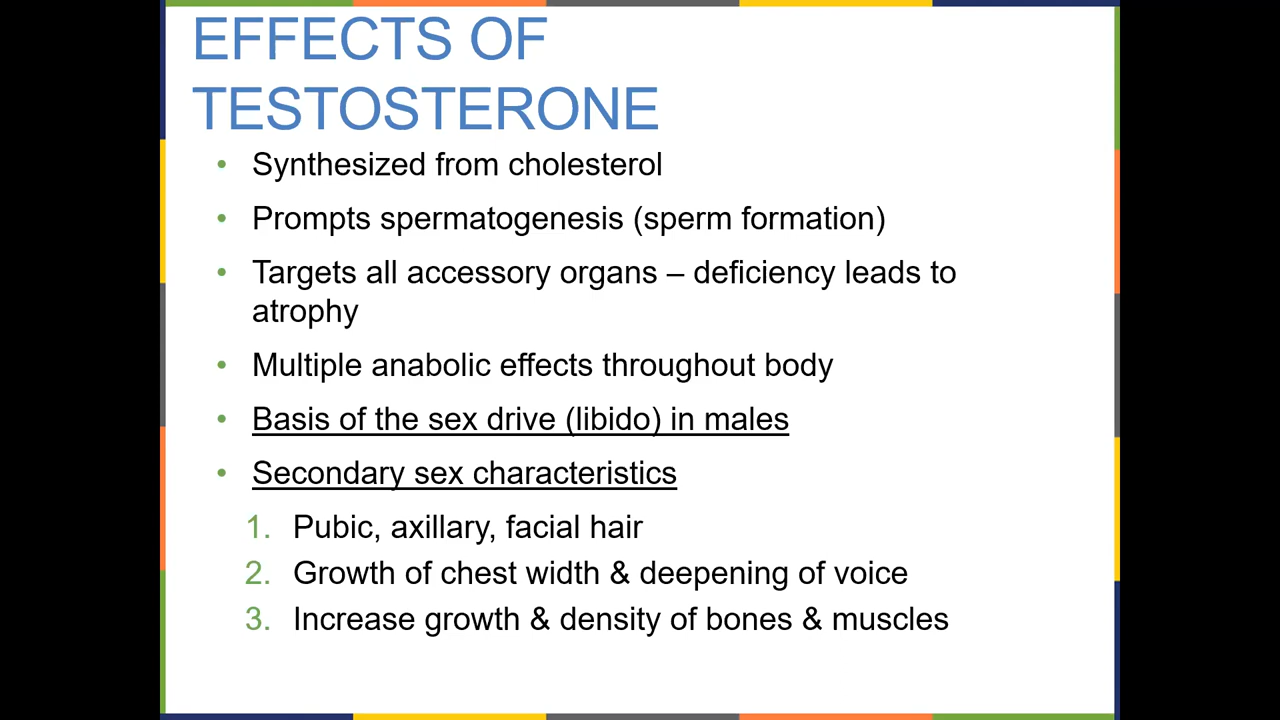 EFFECTS OF
TESTOSTERONE
• Synthesized from cholesterol
• Prompts spermatogenesis (sperm formation)
• Targets all accessory organs – deficiency leads to
atrophy
• Multiple anabolic effects throughout body
• Basis of the sex drive (libido) in males
• Secondary sex characteristics
1. Pubic, axillary, facial hair
2. Growth of chest width & deepening of voice
3. Increase growth & density of bones & muscles